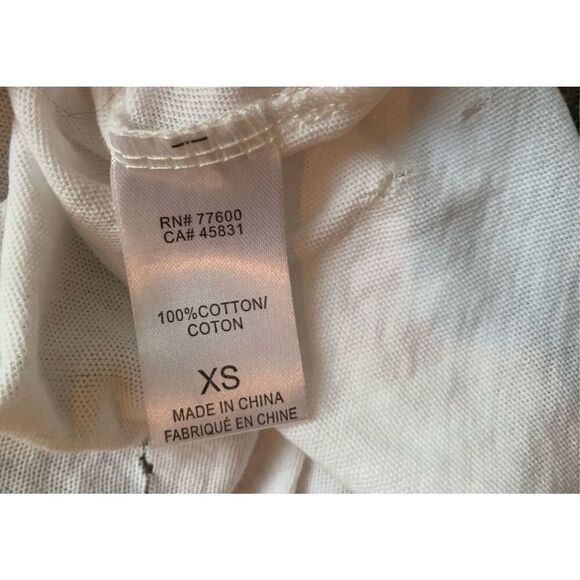 RN# 77600
CA# 45831
100%COTTON/
COTON
XS
MADE IN CHINA
FABRIQUÉ EN CHINE